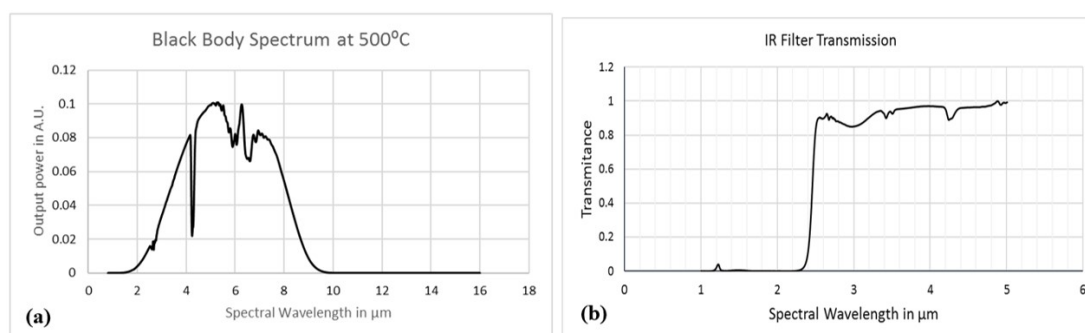 Black Body Spectrum at 500⁰C
Output power in A.U.
0.12
0.1
0.08
0.06
0.04
0.02
0
0 2 4 6 8 10 12 14 16 18
Spectral Wavelength in µm
(a)
IR Filter Transmission
Transmitance
1.2
1
0.8
0.6
0.4
0.2
0
0 1 2 3 4 5 6
Spectral Wavelength in µm
(b)